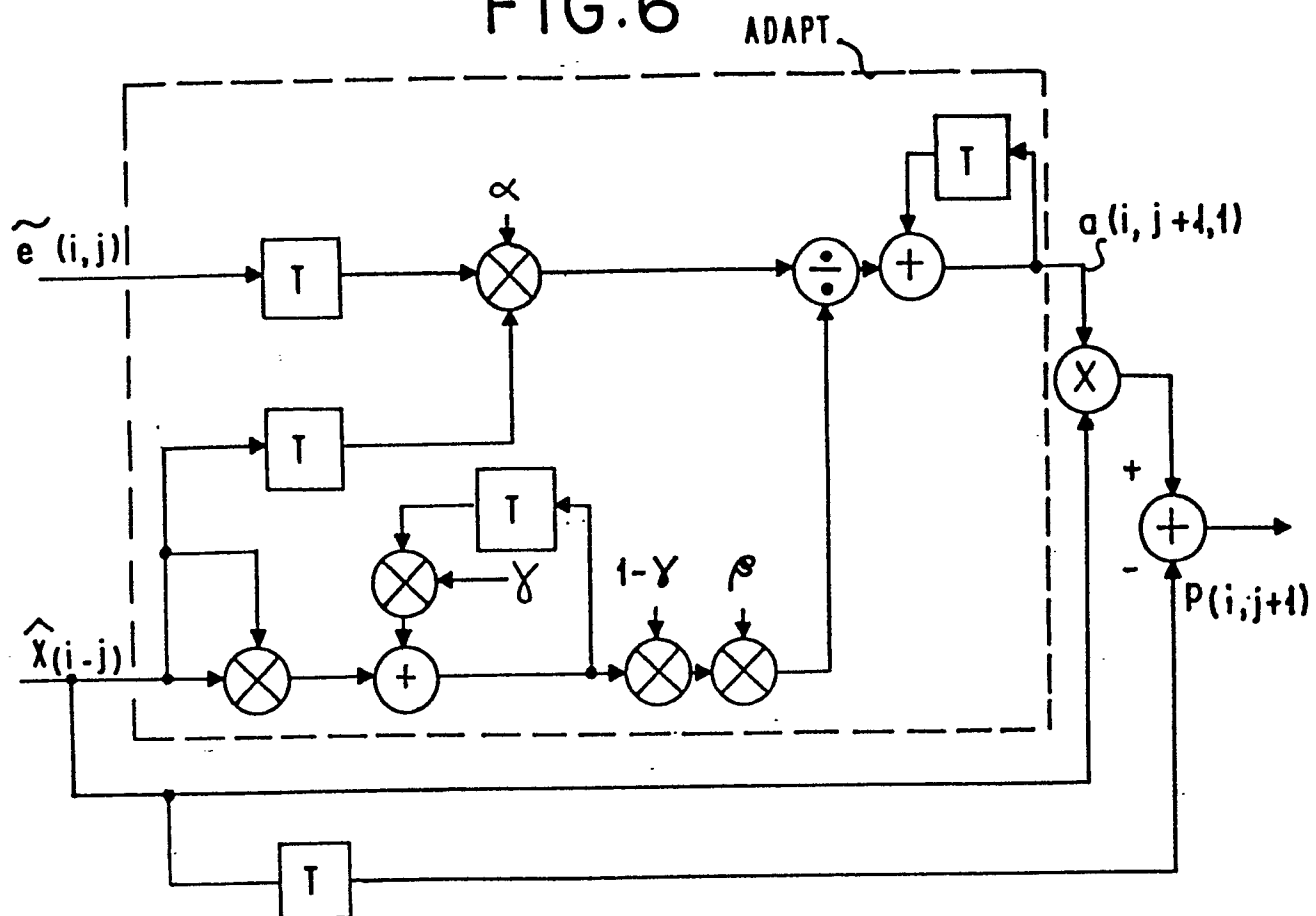 FIG.6
ADAPT
T
α
ẽ (i,j)
T
÷
+
a(i, j+1,1)
X
T
T
+
γ
1-γ
β
+
-
P(i,j+1)
X̂(i-j)
+
T